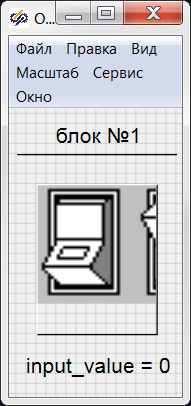 О...
Файл Правка Вид
Масштаб Сервис
Окно
блок №1
input_value = 0